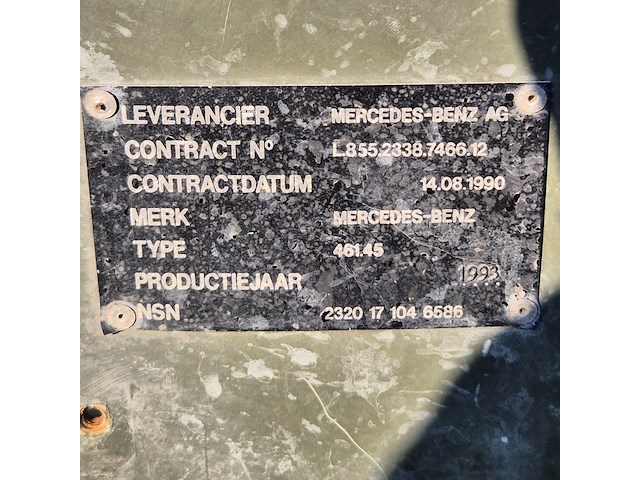 LEVERANCIER MERCEDES-BENZ AG
CONTRACT Nº L.855.2338.7466.12
CONTRACTDATUM 14.08.1990
MERK MERCEDES-BENZ
TYPE 461.45
PRODUCTIEJAAR 1993
NSN 2320 17 104 6586